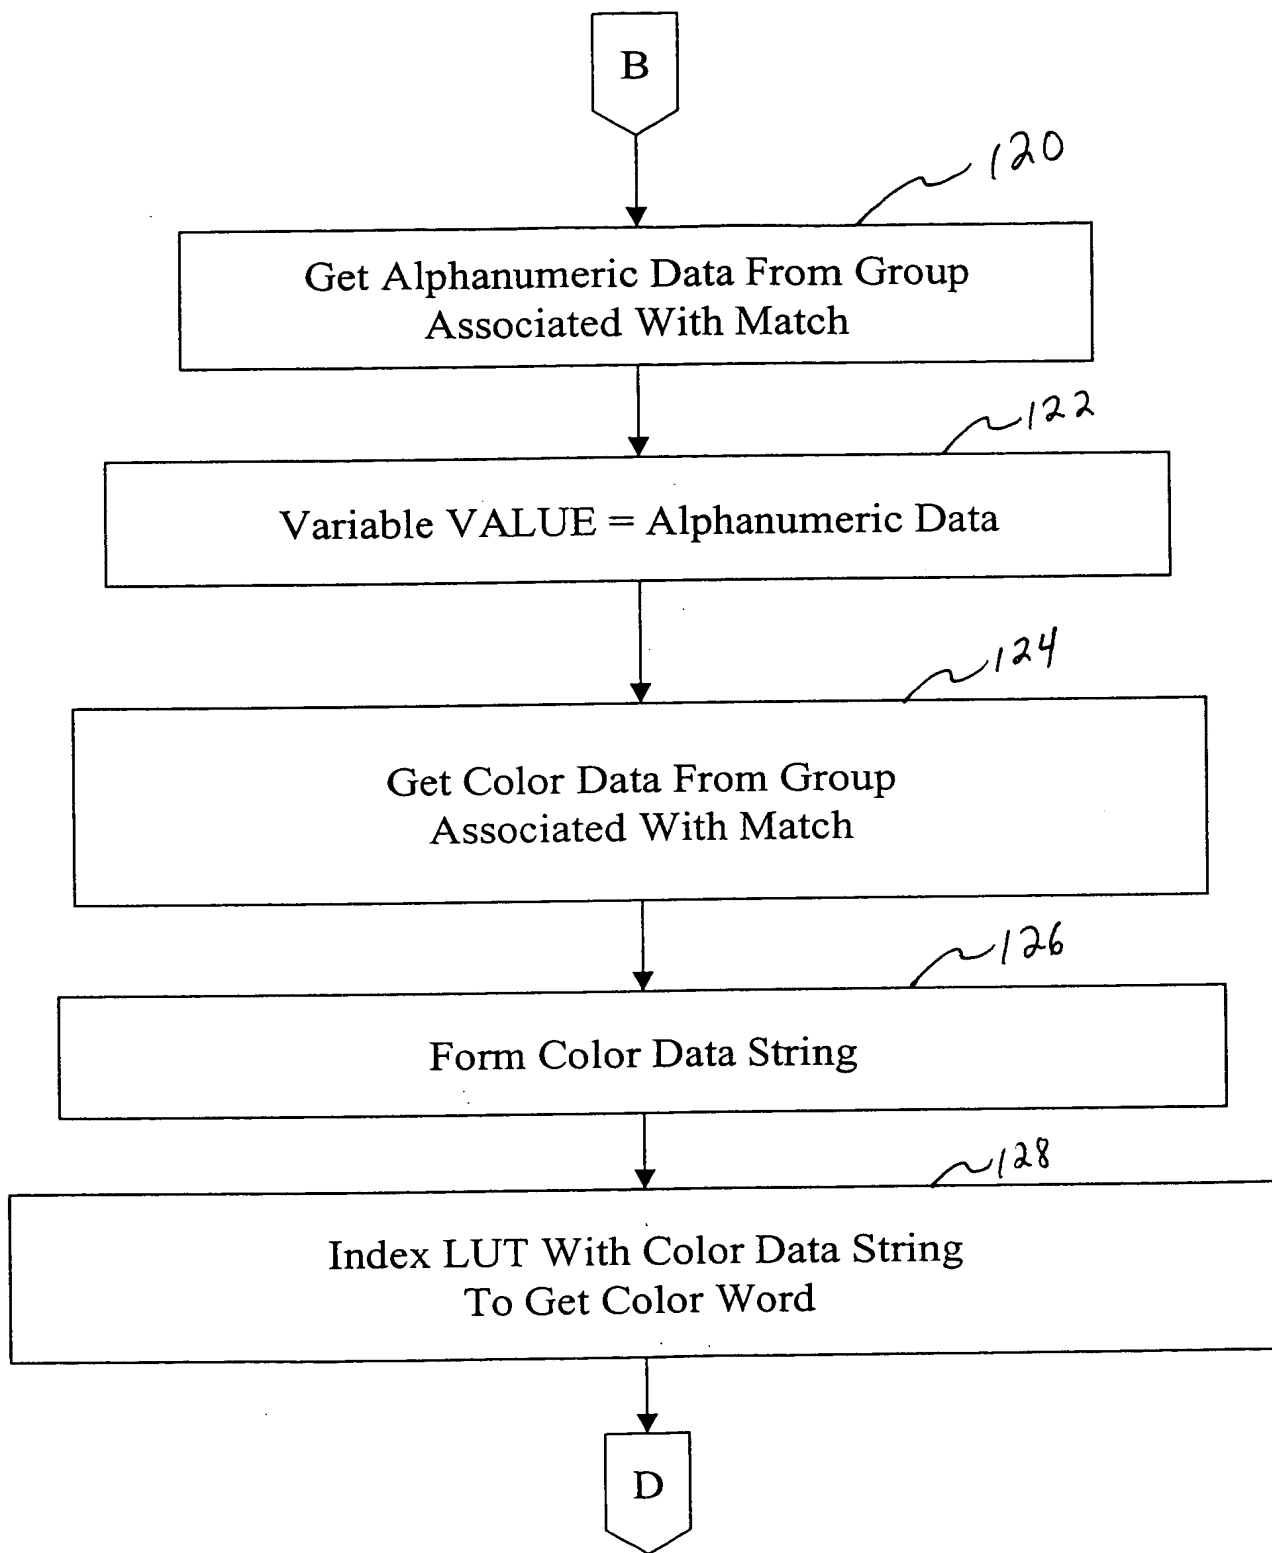 B
120
Get Alphanumeric Data From Group
Associated With Match
122
Variable VALUE = Alphanumeric Data
124
Get Color Data From Group
Associated With Match
126
Form Color Data String
128
Index LUT With Color Data String
To Get Color Word
D